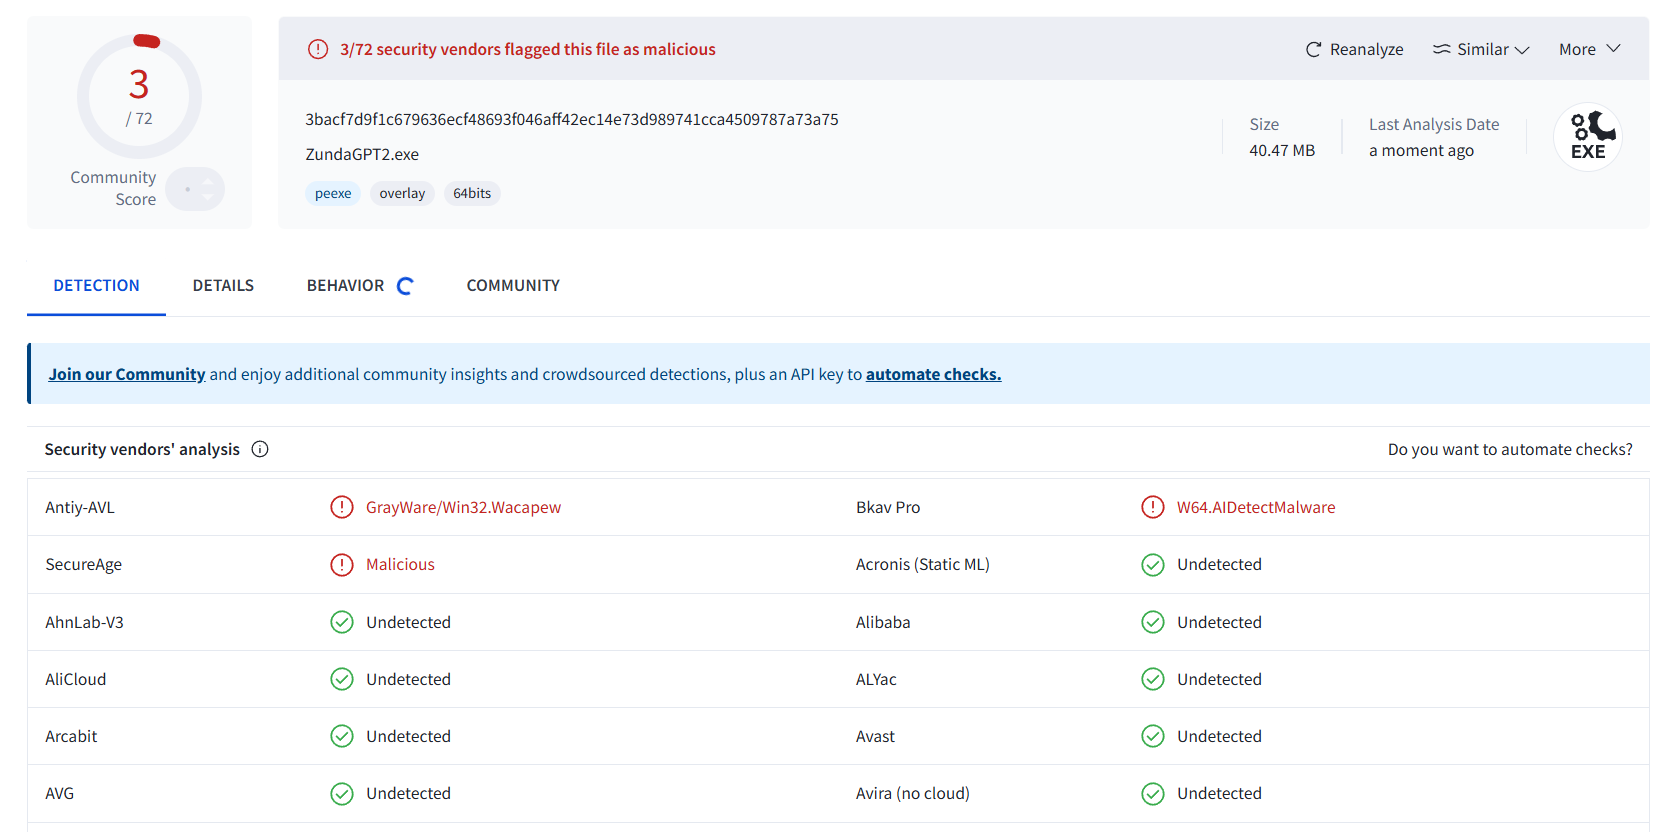 3
/ 72
Community
Score
3/72 security vendors flagged this file as malicious
Reanalyze
Similar
More
3bacf7d9f1c679636ecf48693f046aff42ec14e73d989741cca4509787a73a75
ZundaGPT2.exe
peexe
overlay
64bits
Size
40.47 MB
Last Analysis Date
a moment ago
EXE
DETECTION
DETAILS
BEHAVIOR
COMMUNITY
Join our Community and enjoy additional community insights and crowdsourced detections, plus an API key to automate checks.
Security vendors' analysis
Do you want to automate checks?
Antiy-AVL
GrayWare/Win32.Wacapew
Bkav Pro
W64.AIDetectMalware
SecureAge
Malicious
Acronis (Static ML)
Undetected
AhnLab-V3
Undetected
Alibaba
Undetected
AliCloud
Undetected
ALYac
Undetected
Arcabit
Undetected
Avast
Undetected
AVG
Undetected
Avira (no cloud)
Undetected